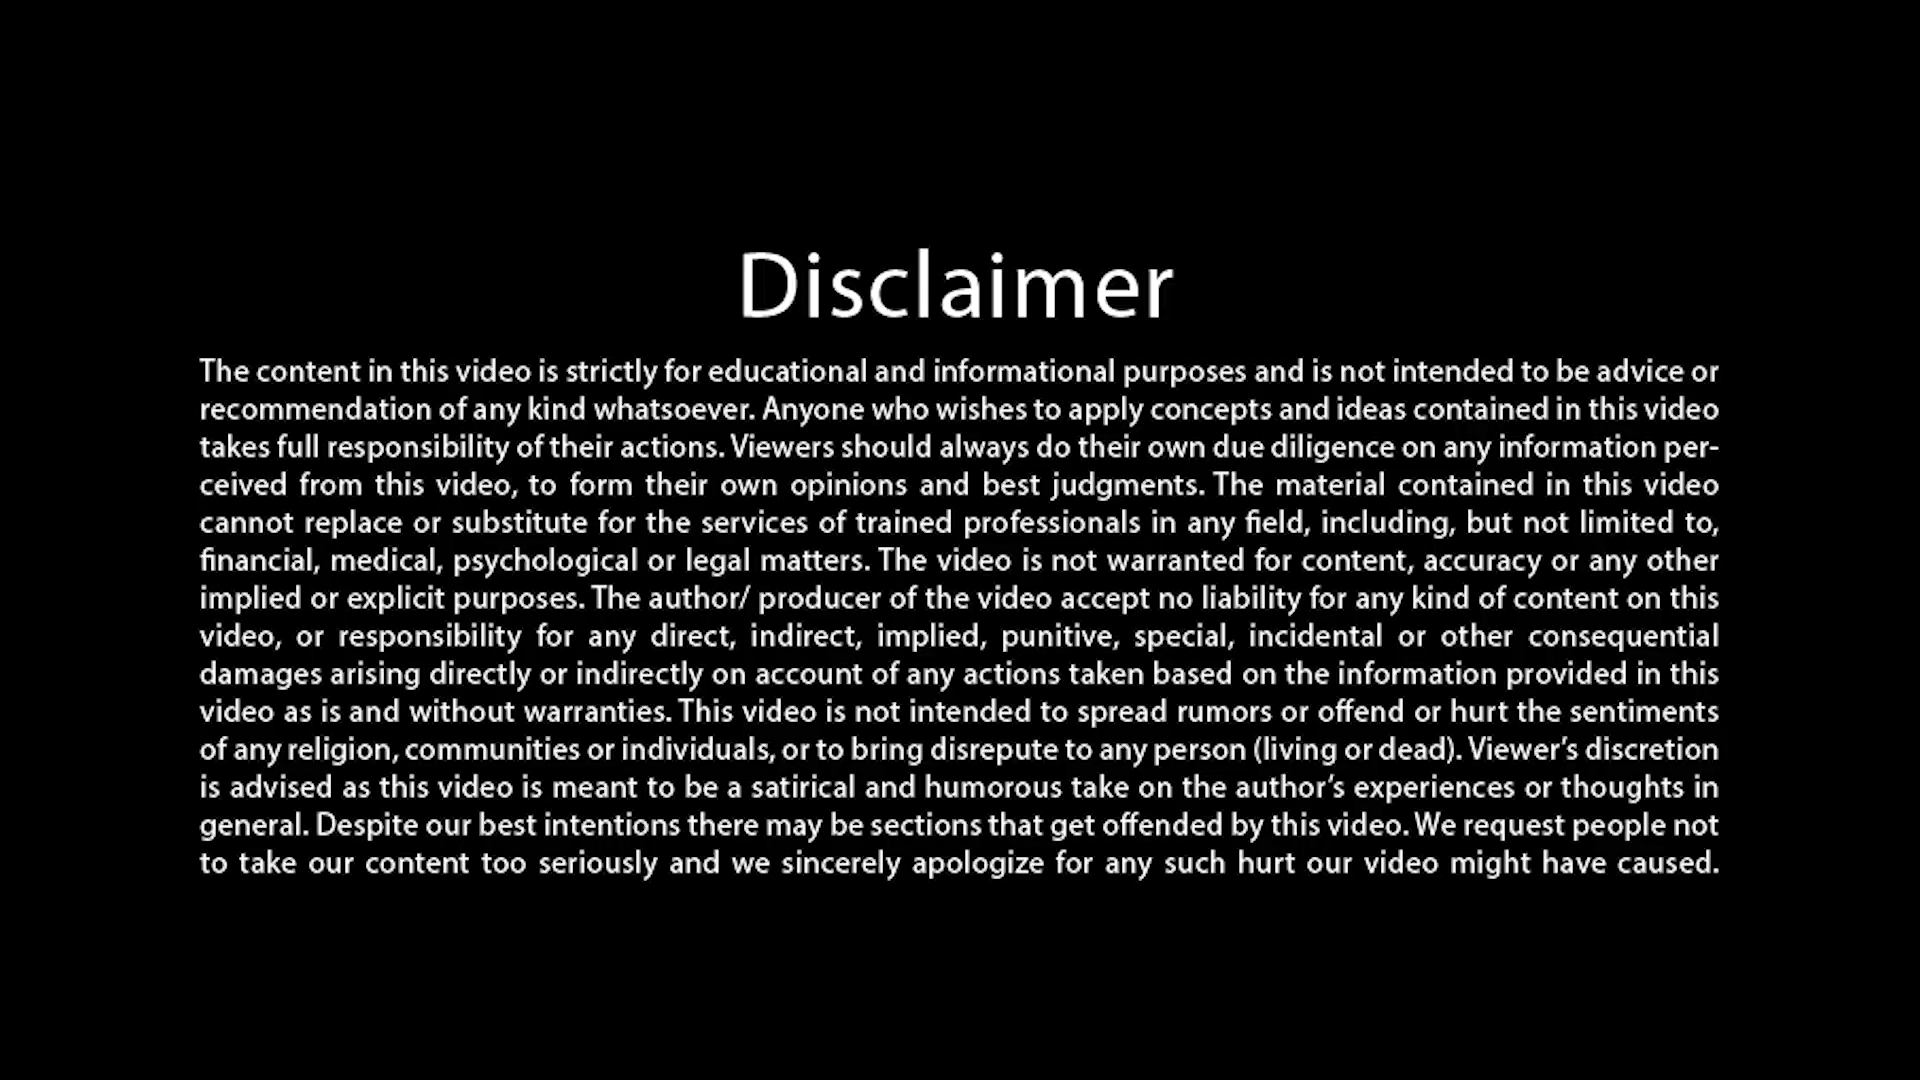 Disclaimer
The content in this video is strictly for educational and informational purposes and is not intended to be advice or
recommendation of any kind whatsoever. Anyone who wishes to apply concepts and ideas contained in this video
takes full responsibility of their actions. Viewers should always do their own due diligence on any information per-
ceived from this video, to form their own opinions and best judgments. The material contained in this video
cannot replace or substitute for the services of trained professionals in any field, including, but not limited to,
financial, medical, psychological or legal matters. The video is not warranted for content, accuracy or any other
implied or explicit purposes. The author/ producer of the video accept no liability for any kind of content on this
video, or responsibility for any direct, indirect, implied, punitive, special, incidental or other consequential
damages arising directly or indirectly on account of any actions taken based on the information provided in this
video as is and without warranties. This video is not intended to spread rumors or offend or hurt the sentiments
of any religion, communities or individuals, or to bring disrepute to any person (living or dead). Viewer’s discretion
is advised as this video is meant to be a satirical and humorous take on the author’s experiences or thoughts in
general. Despite our best intentions there may be sections that get offended by this video. We request people not
to take our content too seriously and we sincerely apologize for any such hurt our video might have caused.